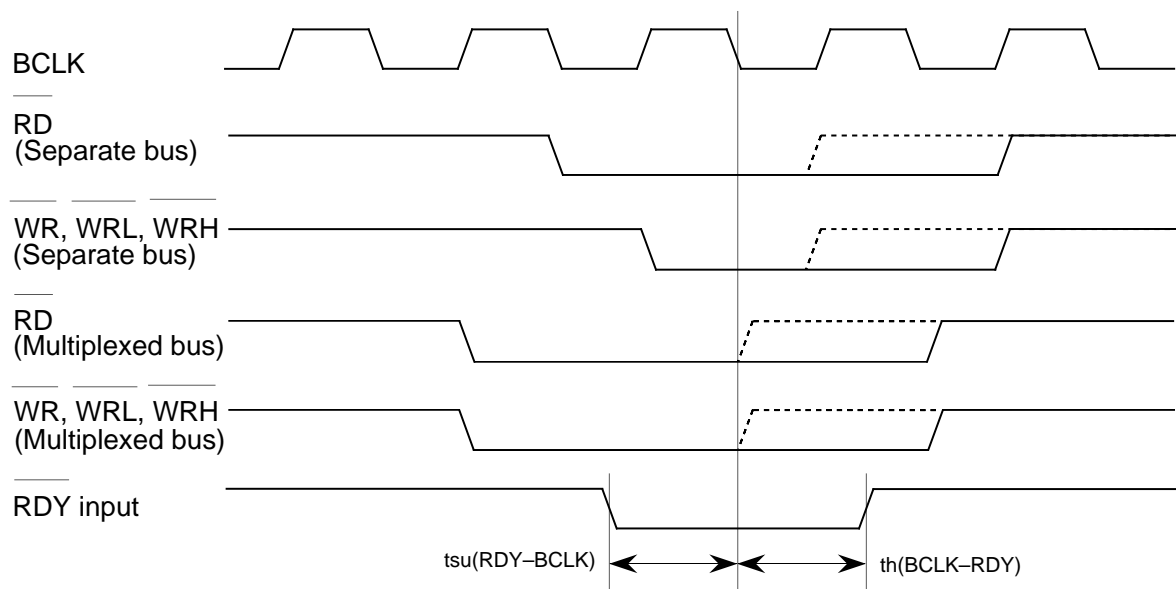 BCLK
RD
(Separate bus)
WR, WRL, WRH
(Separate bus)
RD
(Multiplexed bus)
WR, WRL, WRH
(Multiplexed bus)
RDY input
tsu(RDY–BCLK)
th(BCLK–RDY)